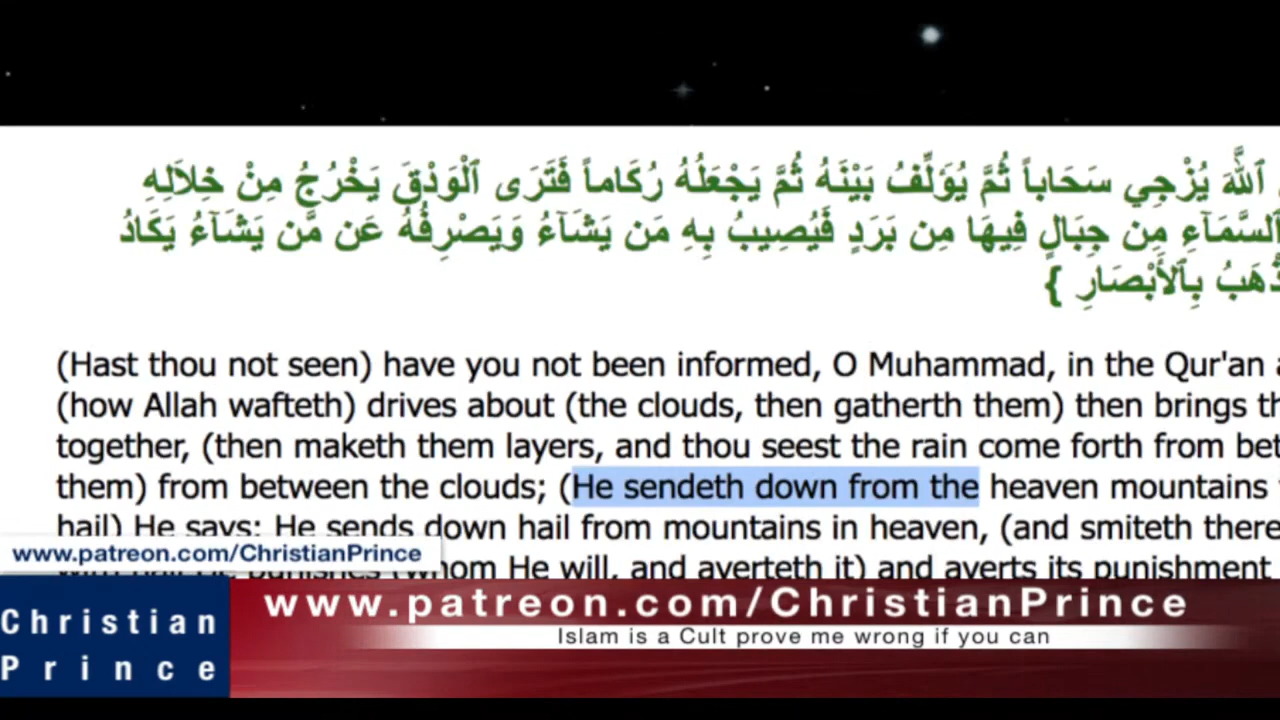 ٱللَّهَ يُزْجِي سَحَاباً ثُمَّ يُؤَلِّفُ بَيْنَهُ ثُمَّ يَجْعَلُهُ رُكَاماً فَتَرَى ٱلْوَدْقَ يَخْرُجُ مِنْ خِلاَلِهِ
ٱلسَّمَآءِ مِن جِبَالٍ فِيهَا مِن بَرَدٍ فَيُصِيبُ بِهِ مَن يَشَآءُ وَيَصْرِفُهُ عَن مَّن يَشَآءُ يَكَادُ
بِٱلأَبْصَارِ }
(Hast thou not seen) have you not been informed, O Muhammad, in the Qur'an
(how Allah wafteth) drives about (the clouds, then gatherth them) then brings
together, (then maketh them layers, and thou seest the rain come forth from
them) from between the clouds; (He sendeth down from the heaven mountains
hail) He says: He sends down hail from mountains in heaven, (and smiteth
www.patreon.com/ChristianPrince
punishes (whom He will, and averteth it) and averts its punishment
www.patreon.com/ChristianPrince
Islam is a Cult prove me wrong if you can
Christian
Prince